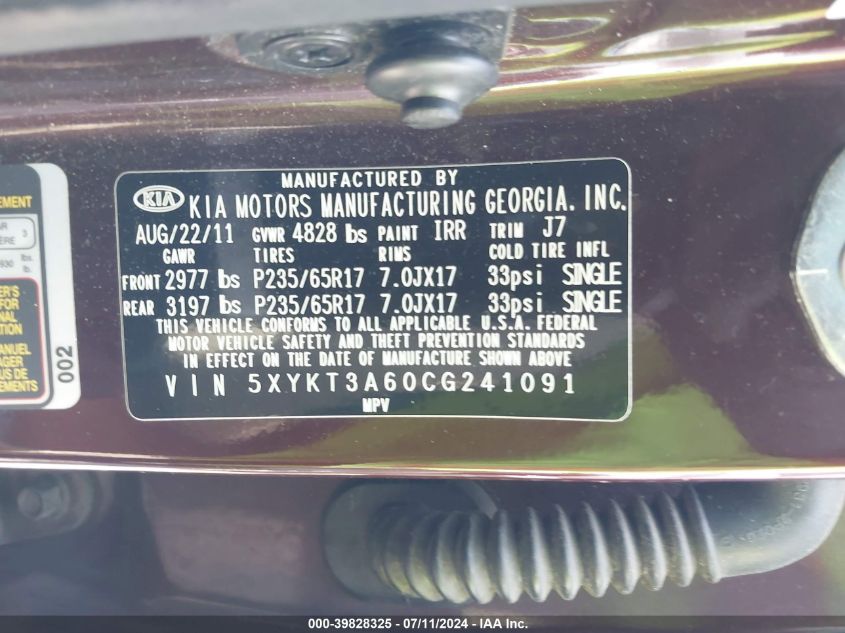 MANUFACTURED BY
KIA KIA MOTORS MANUFACTURING GEORGIA. INC.
AUG/22/11 GVWR 4828 lbs PAINT IRR TRIM J7
GAWR TIRES RIMS COLD TIRE INFL
FRONT 2977 lbs P235/65R17 7.0JX17 33psi SINGLE
REAR 3197 lbs P235/65R17 7.0JX17 33psi SINGLE
THIS VEHICLE CONFORMS TO ALL APPLICABLE U.S.A. FEDERAL
MOTOR VEHICLE SAFETY AND THEFT PREVENTION STANDARDS
IN EFFECT ON THE DATE OF MANUFACTURE SHOWN ABOVE
VIN 5XYKT3A60CG241091
MPV
002
000-39828325 - 07/11/2024 - IAA Inc.